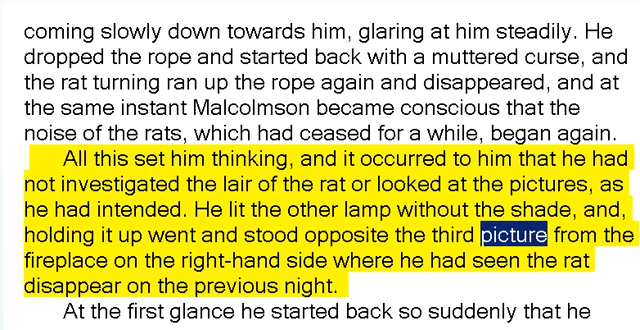 coming slowly down towards him, glaring at him steadily. He
dropped the rope and started back with a muttered curse, and
the rat turning ran up the rope again and disappeared, and at
the same instant Malcolmson became conscious that the
noise of the rats, which had ceased for a while, began again.
All this set him thinking, and it occurred to him that he had
not investigated the lair of the rat or looked at the pictures, as
he had intended. He lit the other lamp without the shade, and,
holding it up went and stood opposite the third picture from the
fireplace on the right-hand side where he had seen the rat
disappear on the previous night.
At the first glance he started back so suddenly that he